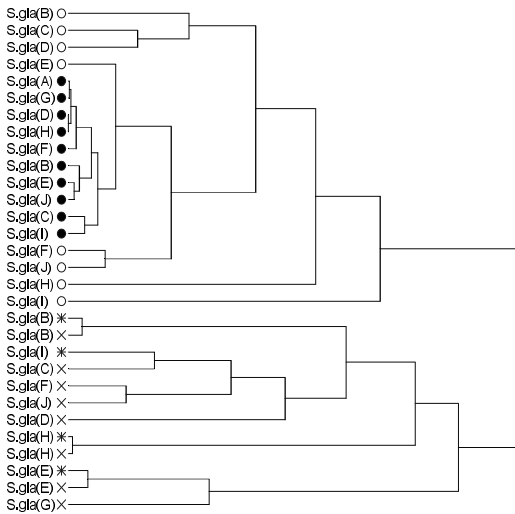 S.gla(B) ○
S.gla(C) ○
S.gla(D) ○
S.gla(E) ○
S.gla(A) ●
S.gla(G) ●
S.gla(D) ●
S.gla(H) ●
S.gla(F) ●
S.gla(B) ●
S.gla(E) ●
S.gla(J) ●
S.gla(C) ●
S.gla(I) ●
S.gla(F) ○
S.gla(J) ○
S.gla(H) ○
S.gla(I) ○
S.gla(B) ✳
S.gla(B) ×
S.gla(I) ✳
S.gla(C) ×
S.gla(F) ×
S.gla(J) ×
S.gla(D) ×
S.gla(H) ✳
S.gla(H) ×
S.gla(E) ✳
S.gla(E) ×
S.gla(G) ×